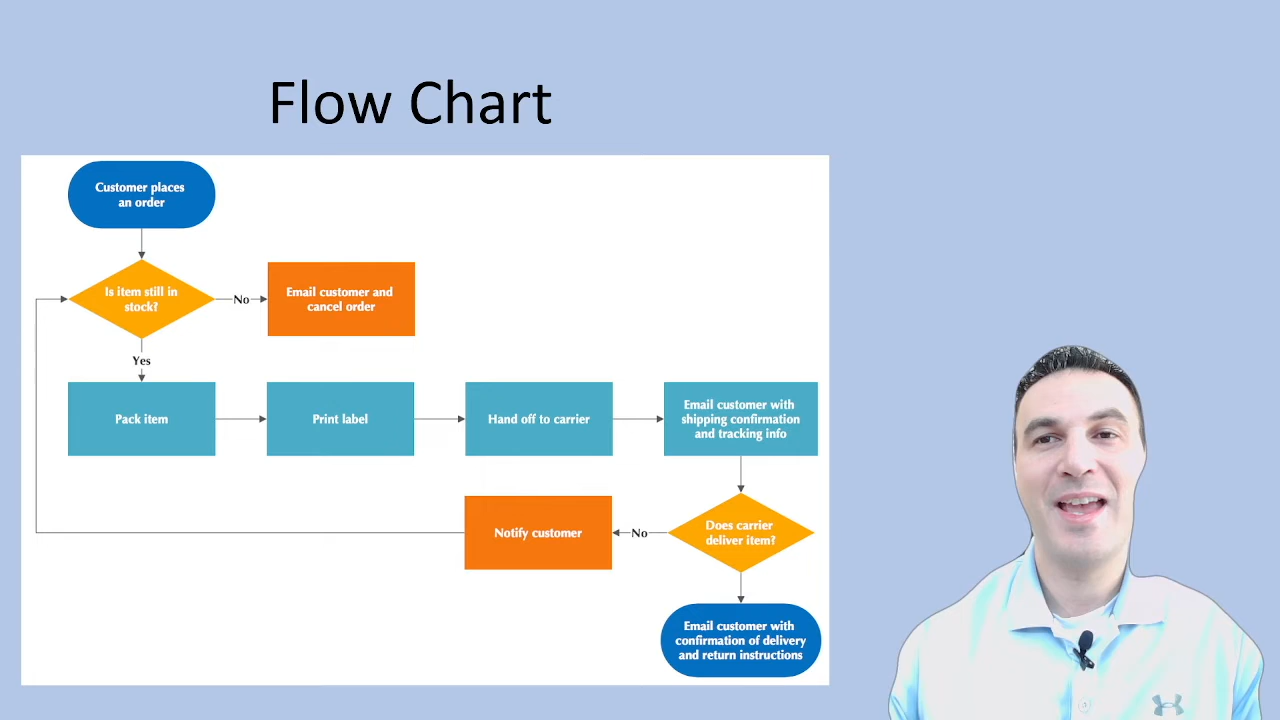 Flow Chart
Customer places
an order
Is item still in
stock?
No
Email customer and
cancel order
Yes
Pack item
Print label
Hand off to carrier
Email customer with
shipping confirmation
and tracking info
Notify customer
No
Does carrier
deliver item?
Email customer with
confirmation of delivery
and return instructions